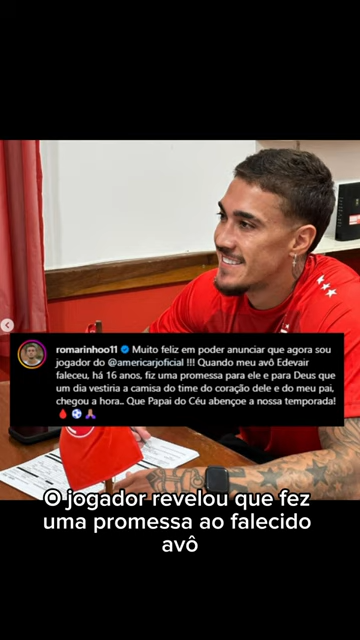 romarinhoo11 Muito feliz em poder anunciar que agora sou
jogador do @americarjoficial !!! Quando meu avô Edevair
faleceu, há 16 anos, fiz uma promessa para ele e para Deus que
um dia vestiria a camisa do time do coração dele e do meu pai,
chegou a hora.. Que Papai do Céu abençoe a nossa temporada!
🩸⚽🙏🏽
O jogador revelou que fez
uma promessa ao falecido
avô